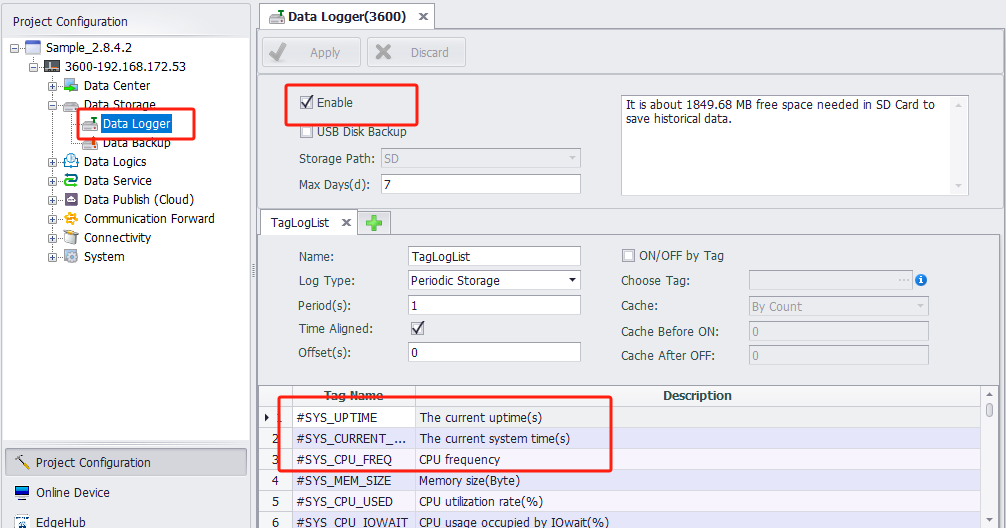 Project Configuration
Sample_2.8.4.2
3600-192.168.172.53
Data Center
Data Storage
Data Logger
Data Backup
Data Logics
Data Service
Data Publish (Cloud)
Communication Forward
Connectivity
System
Project Configuration
Online Device
EdgeHub
Data Logger(3600)
Apply
Discard
Enable
USB Disk Backup
Storage Path: SD
Max Days(d): 7
It is about 1849.68 MB free space needed in SD Card to
save historical data.
TagLogList
Name: TagLogList
Log Type: Periodic Storage
Period(s): 1
Time Aligned:
Offset(s): 0
ON/OFF by Tag
Choose Tag: ...
Cache: By Count
Cache Before ON: 0
Cache After OFF: 0
Tag Name Description
1 #SYS_UPTIME The current uptime(s)
2 #SYS_CURRENT_... The current system time(s)
3 #SYS_CPU_FREQ CPU frequency
4 #SYS_MEM_SIZE Memory size(Byte)
5 #SYS_CPU_USED CPU utilization rate(%)
6 #SYS_CPU_IOWAIT CPU usage occupied by IOwait(%)